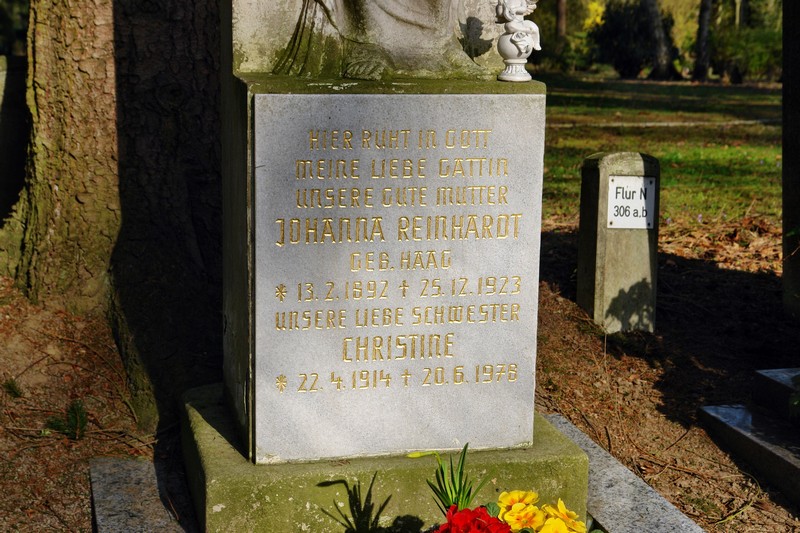 HIER RUHT IN GOTT
MEINE LIEBE GATTIN
UNSERE GUTE MUTTER
JOHANNA REINHARDT
GEB. HAAG
* 13.2.1892 ✝ 25.12.1923
UNSERE LIEBE SCHWESTER
CHRISTINE
* 22.4.1914 ✝ 20.6.1978
Flur N
306 a.b